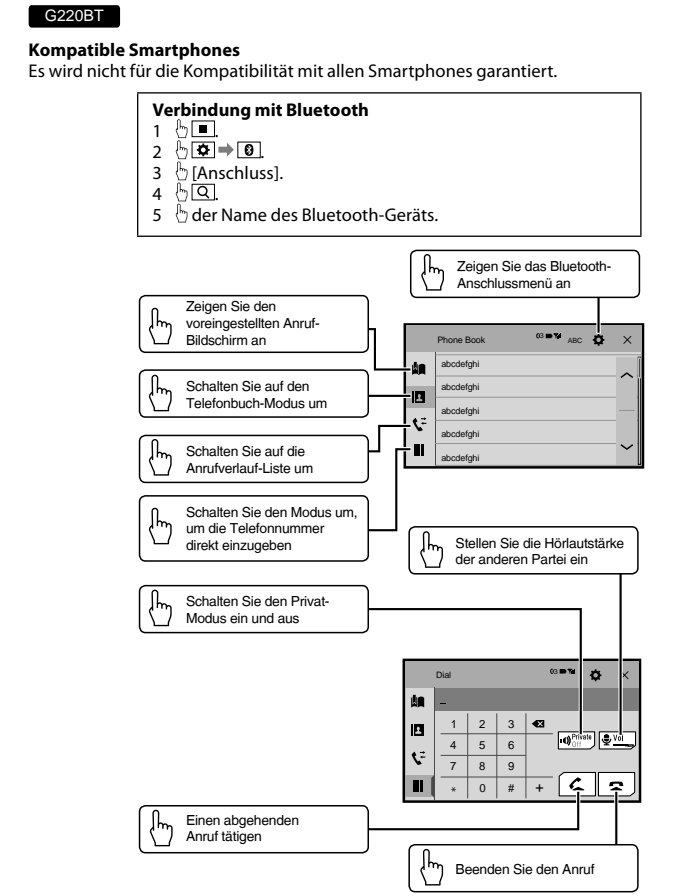 G220BT
Kompatible Smartphones
Es wird nicht für die Kompatibilität mit allen Smartphones garantiert.
Verbindung mit Bluetooth
1 .
2 .
3 [Anschluss].
4 .
5 der Name des Bluetooth-Geräts.
Zeigen Sie das Bluetooth-
Anschlussmenü an
Zeigen Sie den
voreingestellten Anruf-
Bildschirm an
Schalten Sie auf den
Telefonbuch-Modus um
Schalten Sie auf die
Anrufverlauf-Liste um
Schalten Sie den Modus um,
um die Telefonnummer
direkt einzugeben
Phone Book ABC
abcdefghi
abcdefghi
abcdefghi
abcdefghi
abcdefghi
Stellen Sie die Hörlautstärke
der anderen Partei ein
Schalten Sie den Privat-
Modus ein und aus
Dial
_
1 2 3
4 5 6
7 8 9
* 0 # +
Private
Off
Vol
Einen abgehenden
Anruf tätigen
Beenden Sie den Anruf